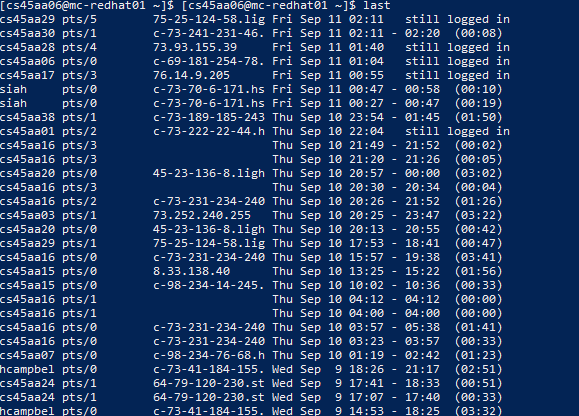 [cs45aa06@mc-redhat01 ~]$ [cs45aa06@mc-redhat01 ~]$ last
cs45aa29 pts/5        75-25-124-58.lig Fri Sep 11 02:11   still logged in
cs45aa30 pts/1        c-73-241-231-46. Fri Sep 11 02:11 - 02:20  (00:08)
cs45aa28 pts/4        73.93.155.39     Fri Sep 11 01:40   still logged in
cs45aa06 pts/0        c-69-181-254-78. Fri Sep 11 01:04   still logged in
cs45aa17 pts/3        76.14.9.205      Fri Sep 11 00:55   still logged in
siah     pts/0        c-73-70-6-171.hs Fri Sep 11 00:47 - 00:58  (00:10)
siah     pts/0        c-73-70-6-171.hs Fri Sep 11 00:27 - 00:47  (00:19)
cs45aa38 pts/1        c-73-189-185-243 Thu Sep 10 23:54 - 01:45  (01:50)
cs45aa01 pts/2        c-73-222-22-44.h Thu Sep 10 22:04   still logged in
cs45aa16 pts/3                         Thu Sep 10 21:49 - 21:52  (00:02)
cs45aa16 pts/3                         Thu Sep 10 21:20 - 21:26  (00:05)
cs45aa20 pts/0        45-23-136-8.ligh Thu Sep 10 20:57 - 00:00  (03:02)
cs45aa16 pts/3                         Thu Sep 10 20:30 - 20:34  (00:04)
cs45aa16 pts/2        c-73-231-234-240 Thu Sep 10 20:26 - 21:52  (01:26)
cs45aa03 pts/1        73.252.240.255   Thu Sep 10 20:25 - 23:47  (03:22)
cs45aa20 pts/0        45-23-136-8.ligh Thu Sep 10 20:13 - 20:55  (00:42)
cs45aa29 pts/1        75-25-124-58.lig Thu Sep 10 17:53 - 18:41  (00:47)
cs45aa16 pts/0        c-73-231-234-240 Thu Sep 10 15:57 - 19:38  (03:41)
cs45aa15 pts/0        8.33.138.40      Thu Sep 10 13:25 - 15:22  (01:56)
cs45aa15 pts/0        c-98-234-14-245. Thu Sep 10 10:02 - 10:36  (00:33)
cs45aa16 pts/1                         Thu Sep 10 04:12 - 04:12  (00:00)
cs45aa16 pts/1                         Thu Sep 10 04:00 - 04:00  (00:00)
cs45aa16 pts/0        c-73-231-234-240 Thu Sep 10 03:57 - 05:38  (01:41)
cs45aa16 pts/0        c-73-231-234-240 Thu Sep 10 03:23 - 03:57  (00:33)
cs45aa07 pts/0        c-98-234-76-68.h Thu Sep 10 01:19 - 02:42  (01:23)
hcampbel pts/0        c-73-41-184-155. Wed Sep  9 18:26 - 21:17  (02:51)
cs45aa24 pts/1        64-79-120-230.st Wed Sep  9 17:41 - 18:33  (00:51)
cs45aa24 pts/1        64-79-120-230.st Wed Sep  9 17:07 - 17:40  (00:33)
hcampbel pts/0        c-73-41-184-155. Wed Sep  9 14:53 - 18:25  (03:32)